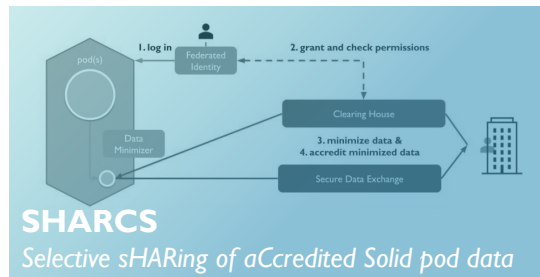 1. log in
2. grant and check permissions
pod(s)
Federated
Identity
Clearing House
Data
Minimizer
3. minimize data &
4. accredit minimized data
Secure Data Exchange
SHARCS
Selective sHARing of aCcredited Solid pod data